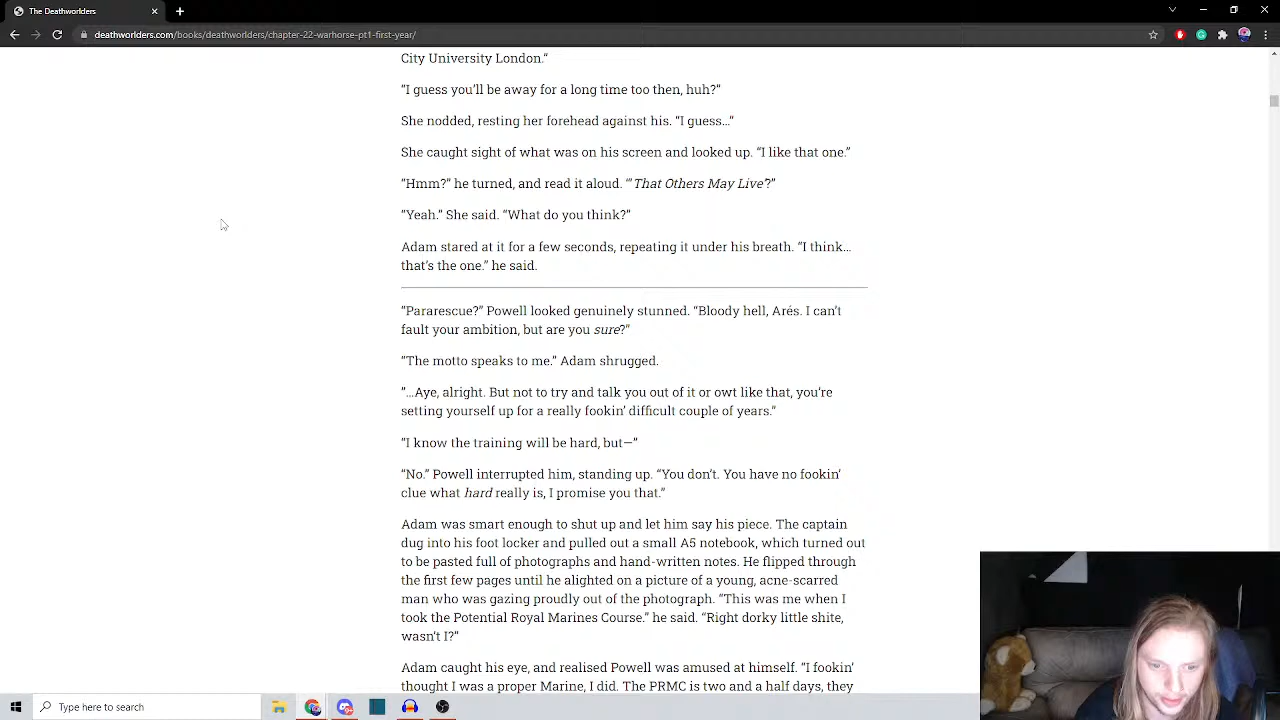 The Deathworlders
deathworlders.com/books/deathworlders/chapter-22-warhorse-pt1-first-year/
City University London.“
“I guess you’ll be away for a long time too then, huh?”
She nodded, resting her forehead against his. “I guess…“
She caught sight of what was on his screen and looked up. “I like that one.”
“Hmm?” he turned, and read it aloud. “‘That Others May Live’?”
“Yeah.” She said. “What do you think?”
Adam stared at it for a few seconds, repeating it under his breath. “I think…
that’s the one.” he said.
“Pararescue?” Powell looked genuinely stunned. “Bloody hell, Arés. I can’t
fault your ambition, but are you sure?”
“The motto speaks to me.” Adam shrugged.
“…Aye, alright. But not to try and talk you out of it or owt like that, you’re
setting yourself up for a really fookin’ difficult couple of years.”
“I know the training will be hard, but—”
“No.” Powell interrupted him, standing up. “You don’t. You have no fookin’
clue what hard really is, I promise you that.”
Adam was smart enough to shut up and let him say his piece. The captain
dug into his foot locker and pulled out a small A5 notebook, which turned out
to be pasted full of photographs and hand-written notes. He flipped through
the first few pages until he alighted on a picture of a young, acne-scarred
man who was gazing proudly out of the photograph. “This was me when I
took the Potential Royal Marines Course.” he said. “Right dorky little shite,
wasn’t I?”
Adam caught his eye, and realised Powell was amused at himself. “I fookin’
thought I was a proper Marine, I did. The PRMC is two and a half days, they
Type here to search